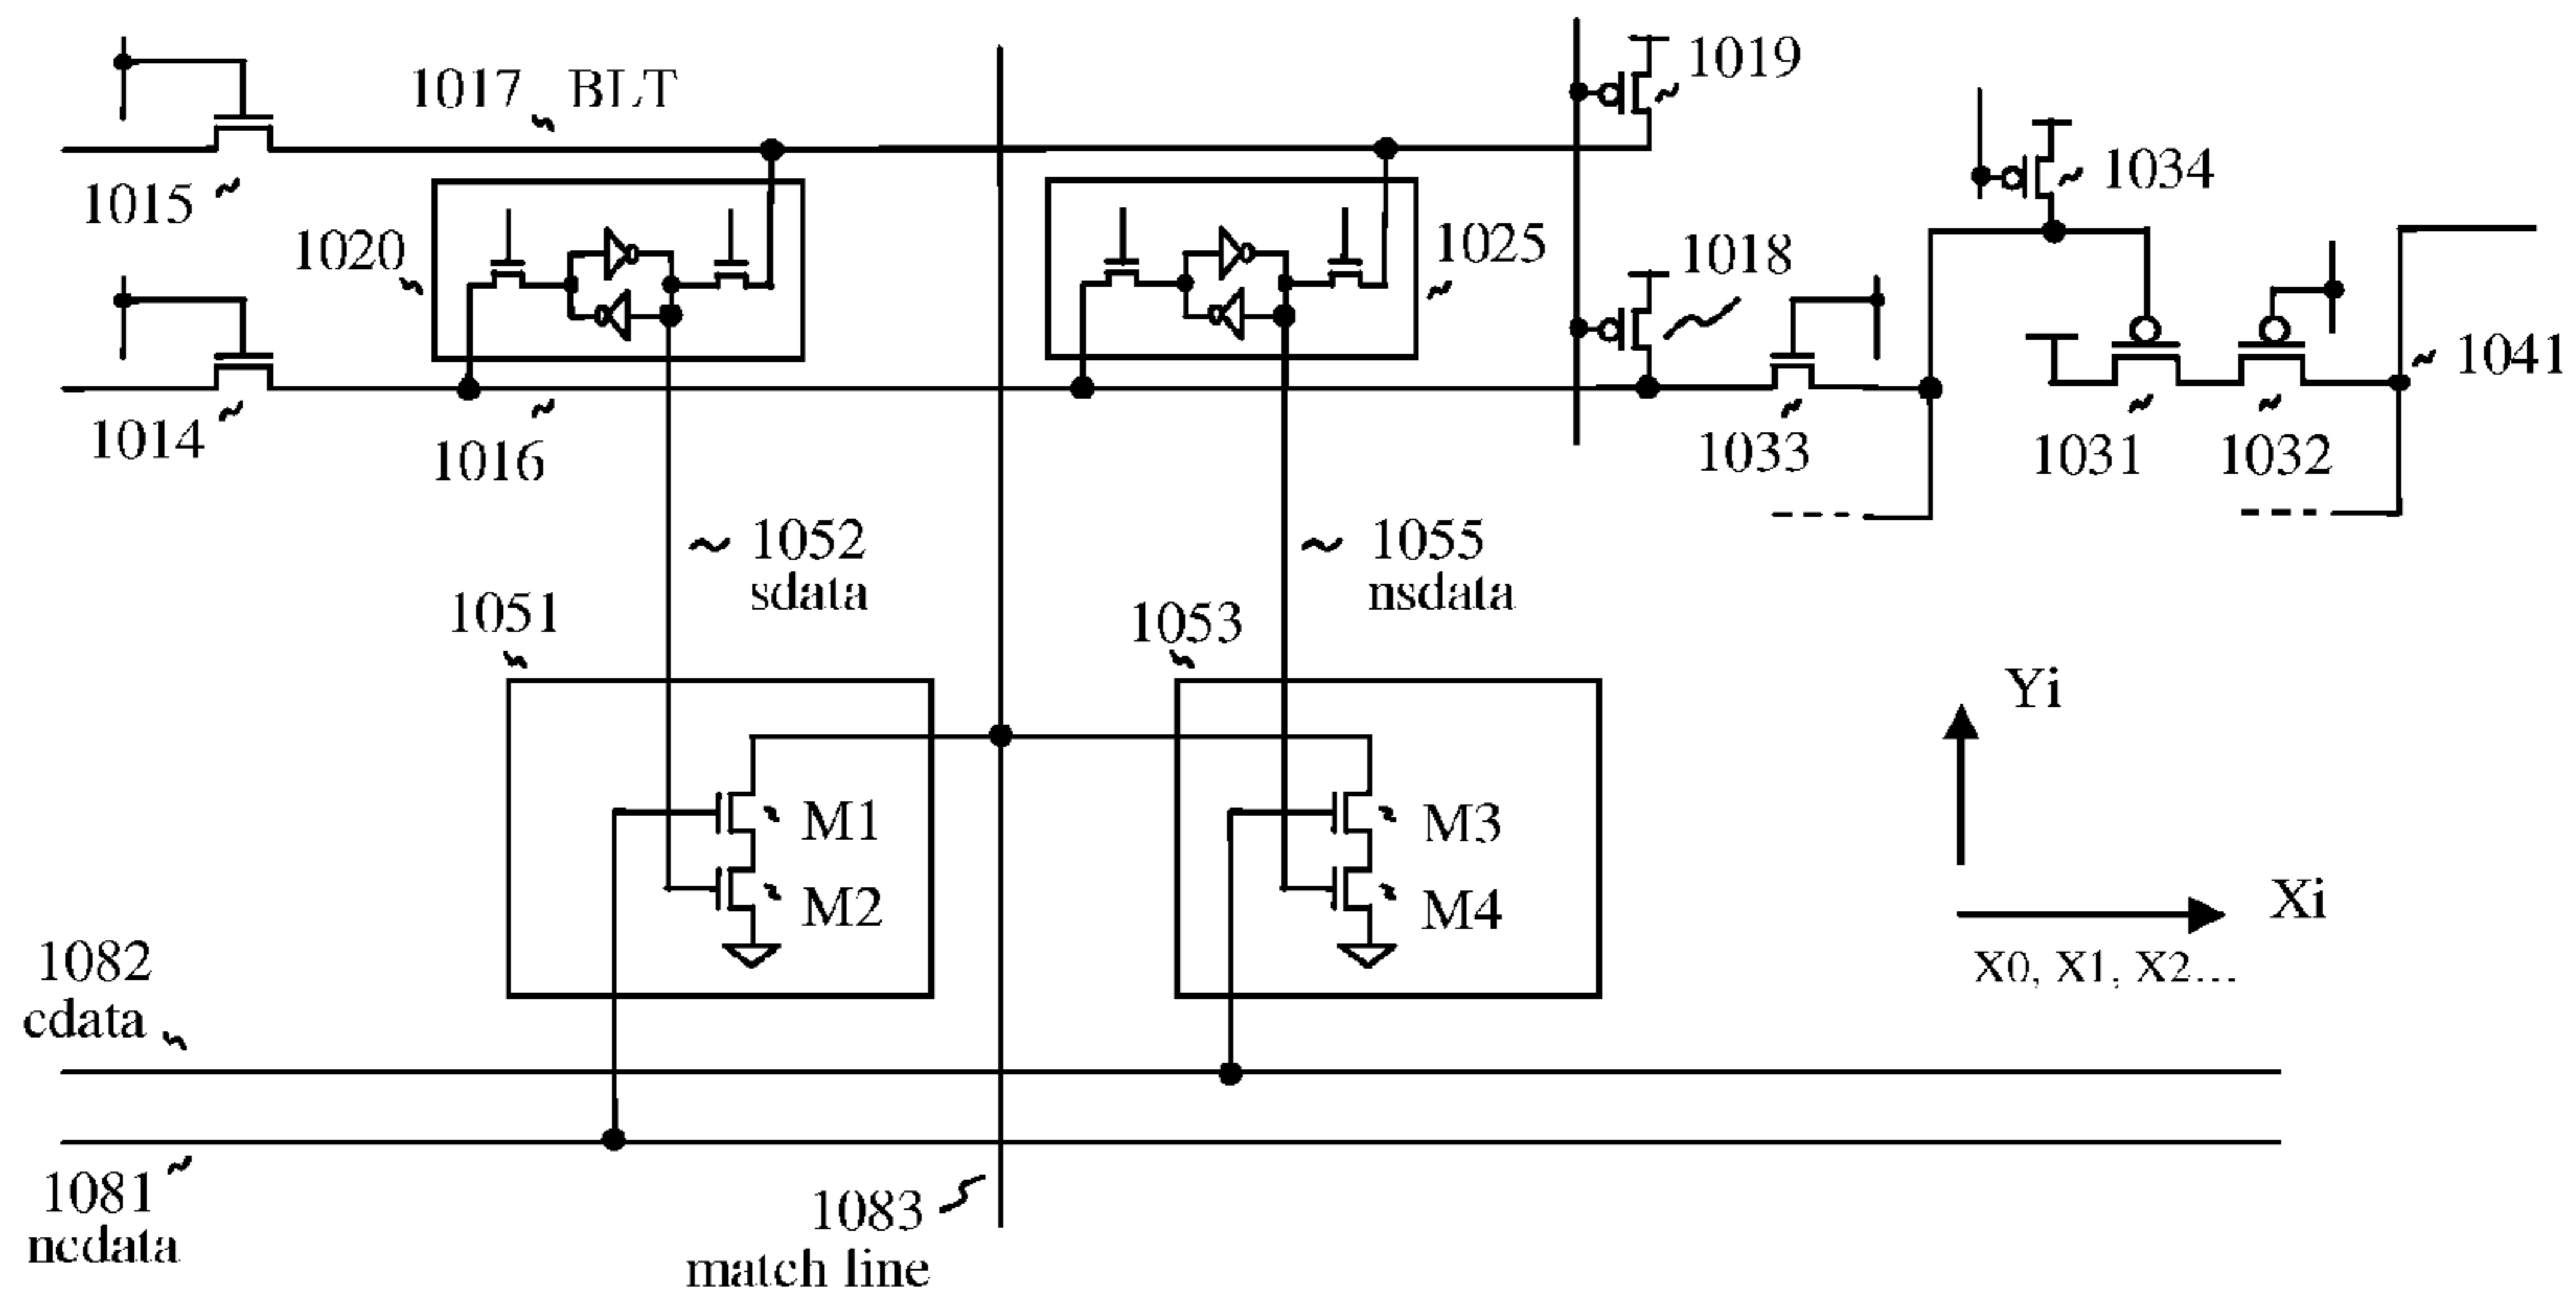 1017 BLT
1019
1015
1034
1020
1025
1018
1041
1014
1016
1033
1031
1032
1052
sdata
1055
nsdata
1051
1053
Yi
M1
M3
M2
M4
Xi
X0, X1, X2...
1082
cdata
1081
ncdata
1083
match line